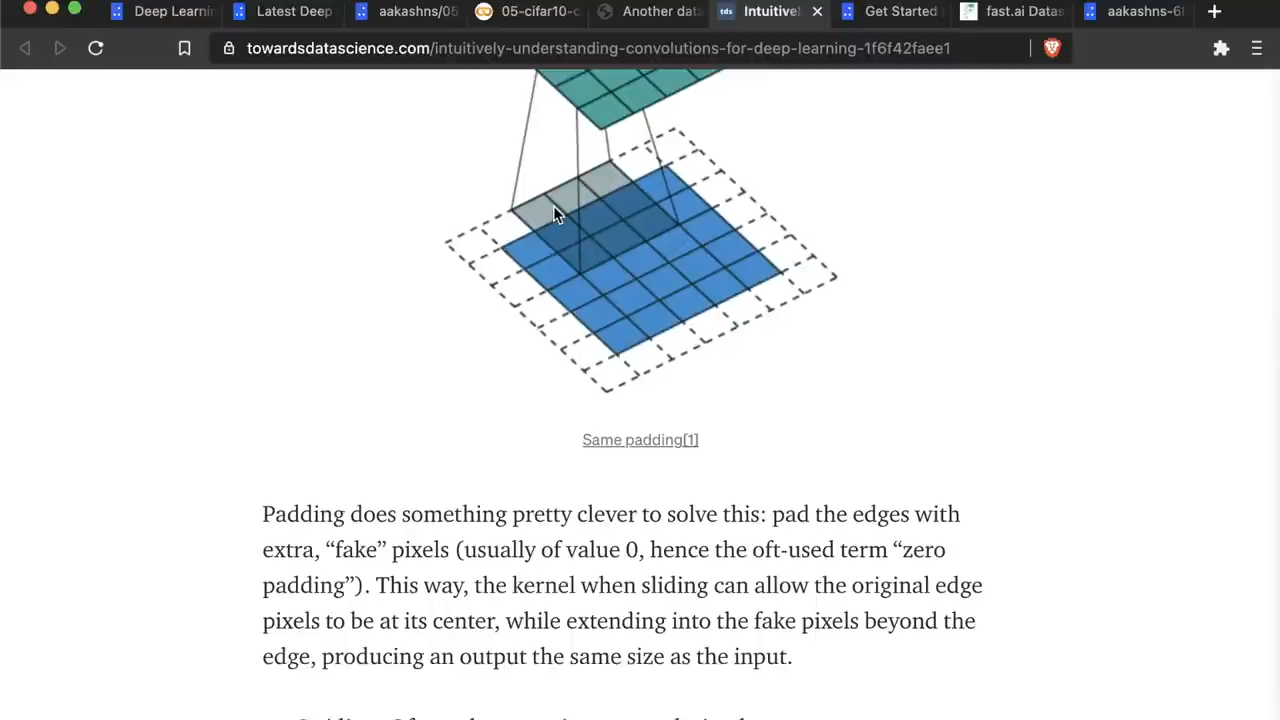 Deep Learnin
Latest Deep
aakashns/05
05-cifar10-c
Another data
Intuitivel
Get Started
fast.ai Datas
aakashns-6l
towardsdatascience.com/intuitively-understanding-convolutions-for-deep-learning-1f6f42faee1
Same padding[1]
Padding does something pretty clever to solve this: pad the edges with
extra, “fake” pixels (usually of value 0, hence the oft-used term “zero
padding”). This way, the kernel when sliding can allow the original edge
pixels to be at its center, while extending into the fake pixels beyond the
edge, producing an output the same size as the input.